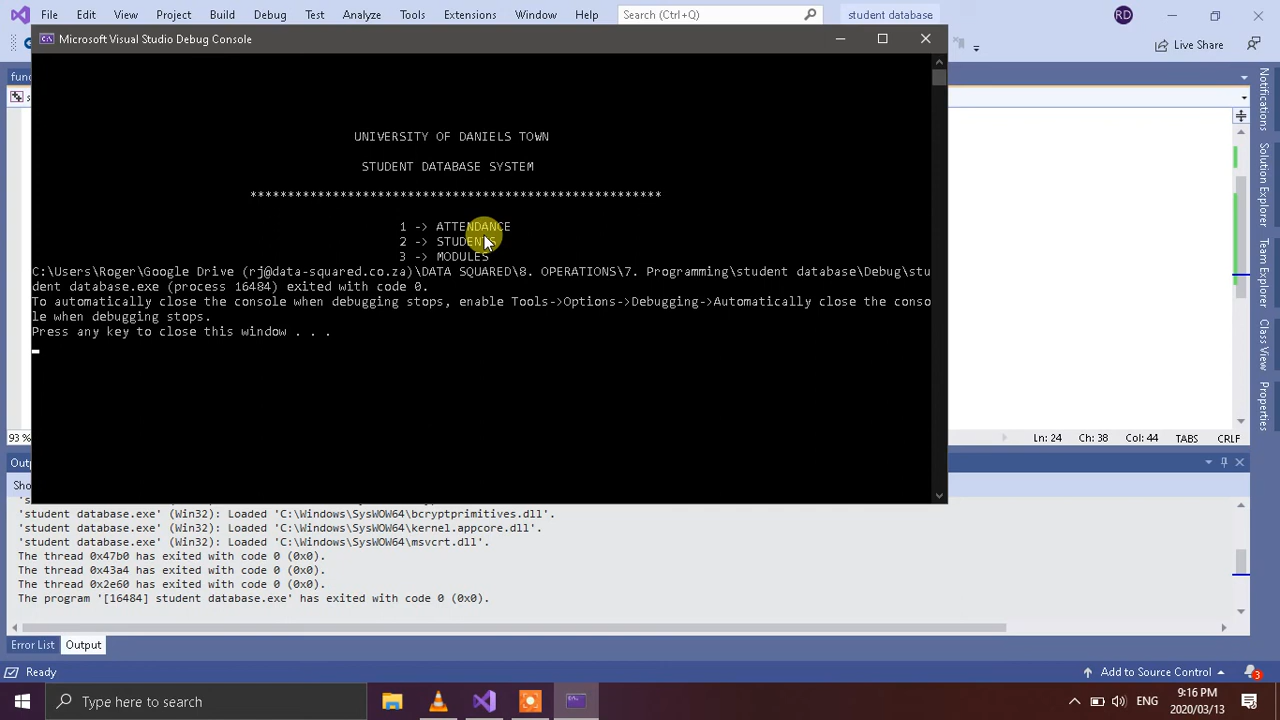 File Edit View Project Build Debug Test Analyze Tools Extensions Window Help Search (Ctrl+Q) student database RD
Microsoft Visual Studio Debug Console
Live Share
UNIVERSITY OF DANIELS TOWN
STUDENT DATABASE SYSTEM
*******************************************************
1 -> ATTENDANCE
2 -> STUDENTS
3 -> MODULES
C:\Users\Roger\Google Drive (rj@data-squared.co.za)\DATA SQUARED\8. OPERATIONS\7. Programming\student database\Debug\stu
dent database.exe (process 16484) exited with code 0.
To automatically close the console when debugging stops, enable Tools->Options->Debugging->Automatically close the conso
le when debugging stops.
Press any key to close this window . . .
Notifications
Solution Explorer
Team Explorer
Class View
Properties
93 %
Ln: 24 Ch: 38 Col: 44 TABS CRLF
'student database.exe' (Win32): Loaded 'C:\Windows\SysWOW64\bcryptprimitives.dll'.
'student database.exe' (Win32): Loaded 'C:\Windows\SysWOW64\kernel.appcore.dll'.
'student database.exe' (Win32): Loaded 'C:\Windows\SysWOW64\msvcrt.dll'.
The thread 0x47b0 has exited with code 0 (0x0).
The thread 0x43a4 has exited with code 0 (0x0).
The thread 0x2e60 has exited with code 0 (0x0).
The program '[16484] student database.exe' has exited with code 0 (0x0).
Error List Output
Ready Add to Source Control 3
Type here to search ENG 9:16 PM
2020/03/13